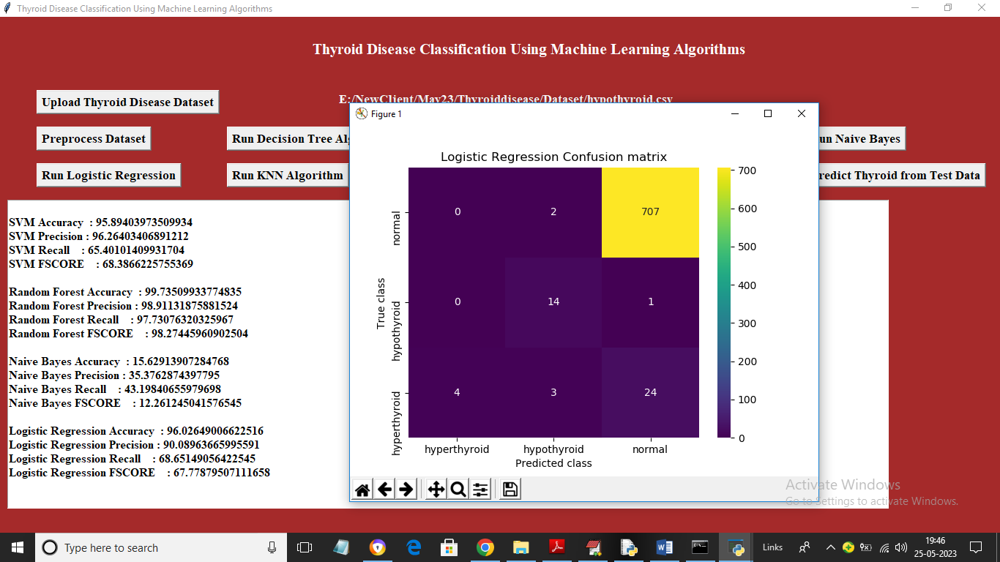 Thyroid Disease Classification Using Machine Learning Algorithms
Thyroid Disease Classification Using Machine Learning Algorithms
Upload Thyroid Disease Dataset
E:/NewClient/May23/Thyroiddisease/Dataset/hypothyroid.csv
Preprocess Dataset
Run Decision Tree
Naive Bayes
Run Logistic Regression
Run KNN Algorithm
Thyroid from Test Data
SVM Accuracy : 95.89403973509934
SVM Precision : 96.26403406891212
SVM Recall : 65.40101409931704
SVM FSCORE : 68.3866225755369
Random Forest Accuracy : 99.73509933774835
Random Forest Precision : 98.91131875881524
Random Forest Recall : 97.73076320325967
Random Forest FSCORE : 98.27445960902504
Naive Bayes Accuracy : 15.62913907284768
Naive Bayes Precision : 35.3762874397795
Naive Bayes Recall : 43.19840655979698
Naive Bayes FSCORE : 12.261245041576545
Logistic Regression Accuracy : 96.02649006622516
Logistic Regression Precision : 90.08963665995591
Logistic Regression Recall : 68.65149056422545
Logistic Regression FSCORE : 67.77879507111658
Figure 1
Logistic Regression Confusion matrix
True class
normal
0 2 707
hypothyroid
0 14 1
hyperthyroid
4 3 24
hyperthyroid hypothyroid normal
Predicted class
700
600
500
400
300
200
100
0
Activate Windows
Go to Settings to activate Windows.
Type here to search
Links
19:46
25-05-2023